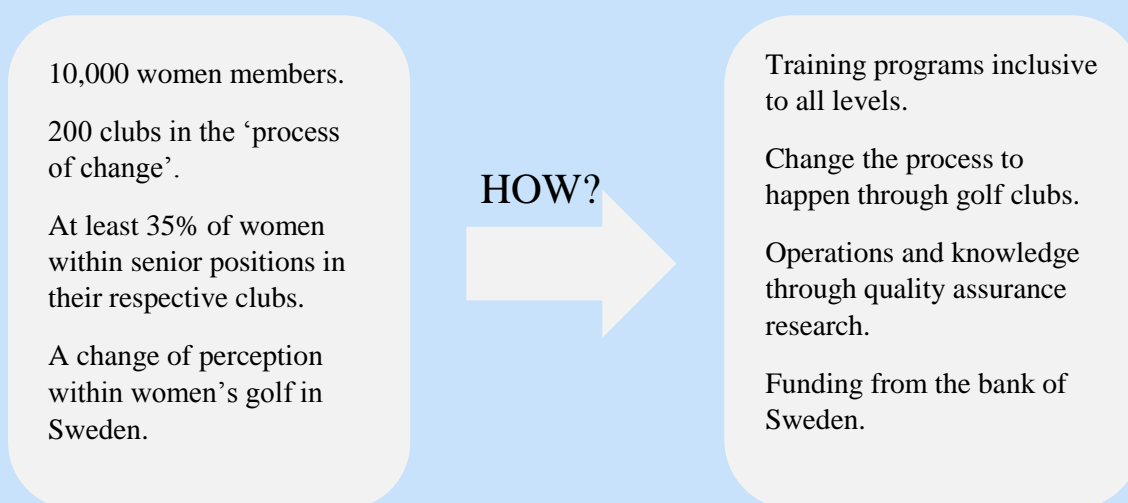 10,000 women members.
200 clubs in the ‘process
of change’.
At least 35% of women
within senior positions in
their respective clubs.
A change of perception
within women’s golf in
Sweden.
HOW?
Training programs inclusive
to all levels.
Change the process to
happen through golf clubs.
Operations and knowledge
through quality assurance
research.
Funding from the bank of
Sweden.